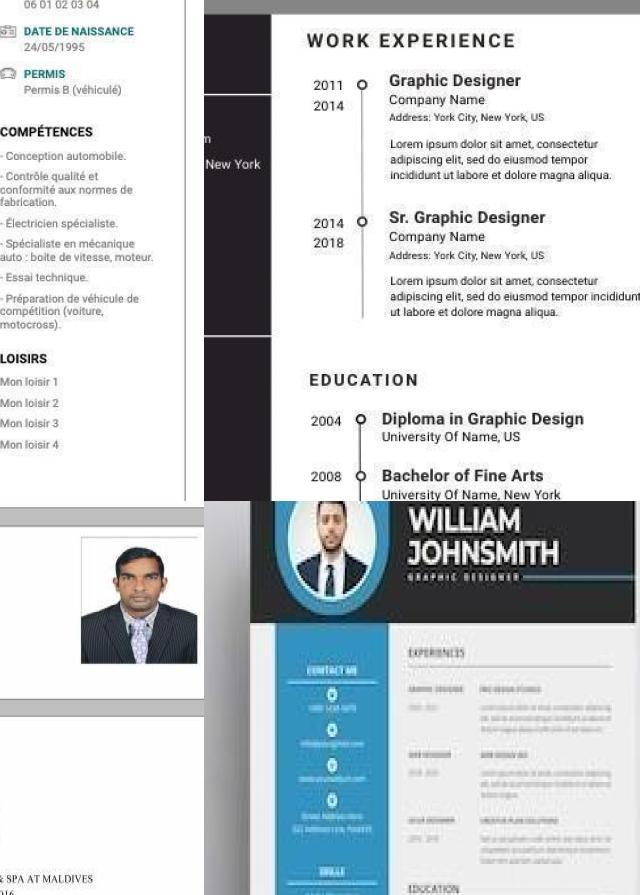 06 01 02 03 04
DATE DE NAISSANCE
24/05/1995
PERMIS
Permis B (véhiculé)
COMPÉTENCES
- Conception automobile.
- Contrôle qualité et
conformité aux normes de
fabrication.
- Électricien spécialiste.
- Spécialiste en mécanique
auto : boite de vitesse, moteur.
- Essai technique.
- Préparation de véhicule de
compétition (voiture,
motocross).
LOISIRS
Mon loisir 1
Mon loisir 2
Mon loisir 3
Mon loisir 4
New York
WORK EXPERIENCE
2011
2014
Graphic Designer
Company Name
Address: York City, New York, US
Lorem ipsum dolor sit amet, consectetur
adipiscing elit, sed do eiusmod tempor
incididunt ut labore et dolore magna aliqua.
2014
2018
Sr. Graphic Designer
Company Name
Address: York City, New York, US
Lorem ipsum dolor sit amet, consectetur
adipiscing elit, sed do eiusmod tempor incididunt
ut labore et dolore magna aliqua.
EDUCATION
2004
Diploma in Graphic Design
University Of Name, US
2008
Bachelor of Fine Arts
University Of Name, New York
& SPA AT MALDIVES
WILLIAM
JOHNSMITH
GRAPHIC DESIGNER
CONTACT ME
SKILLS
EXPERIENCES
EDUCATION